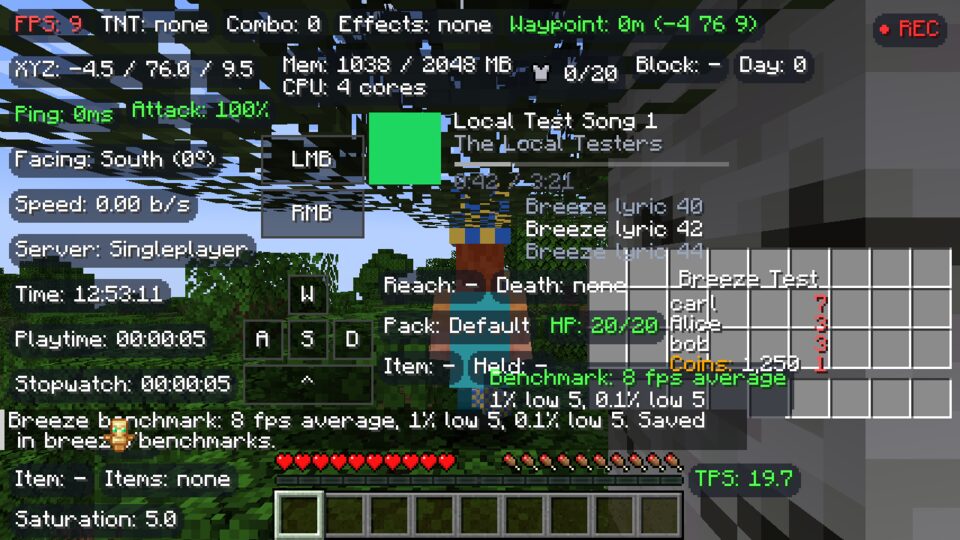 FPS: 9 TNT: none Combo: 0 Effects: none Waypoint: 0m (-4 76 9)
REC
XYZ: -4.5 / 76.0 / 9.5
Mem: 1038 / 2048 MB
CPU: 4 cores
0/20
Block: - Day: 0
Ping: 0ms
Attack: 100%
Local Test Song 1
The Local Testers
0:42 / 3:21
Facing: South (0°)
LMB
RMB
Breeze lyric 40
Breeze lyric 42
Breeze lyric 44
Speed: 0.00 b/s
Server: Singleplayer
Time: 12:53:11
W
A S D
^
Reach: - Death: none
Pack: Default HP: 20/20
Item: - Held: -
Breeze Test
carl 7
Alice 3
bob 3
Coins: 1,250 1
Playtime: 00:00:05
Stopwatch: 00:00:05
Benchmark: 8 fps average
1% low 5, 0.1% low 5
Breeze benchmark: 8 fps average, 1% low 5, 0.1% low 5. Saved
in breeze benchmarks.
Item: - Items: none
TPS: 19.7
Saturation: 5.0